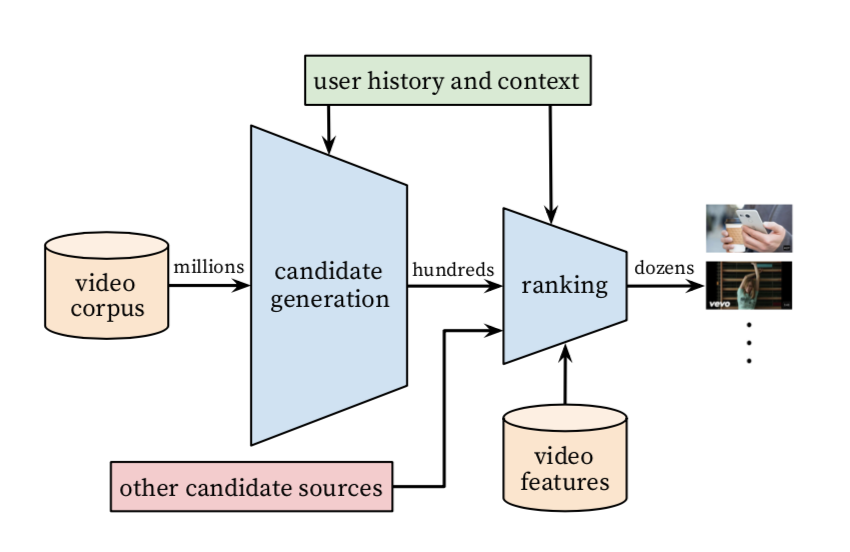 user history and context
video
corpus
millions
candidate
generation
hundreds
ranking
dozens
vevo
other candidate sources
video
features